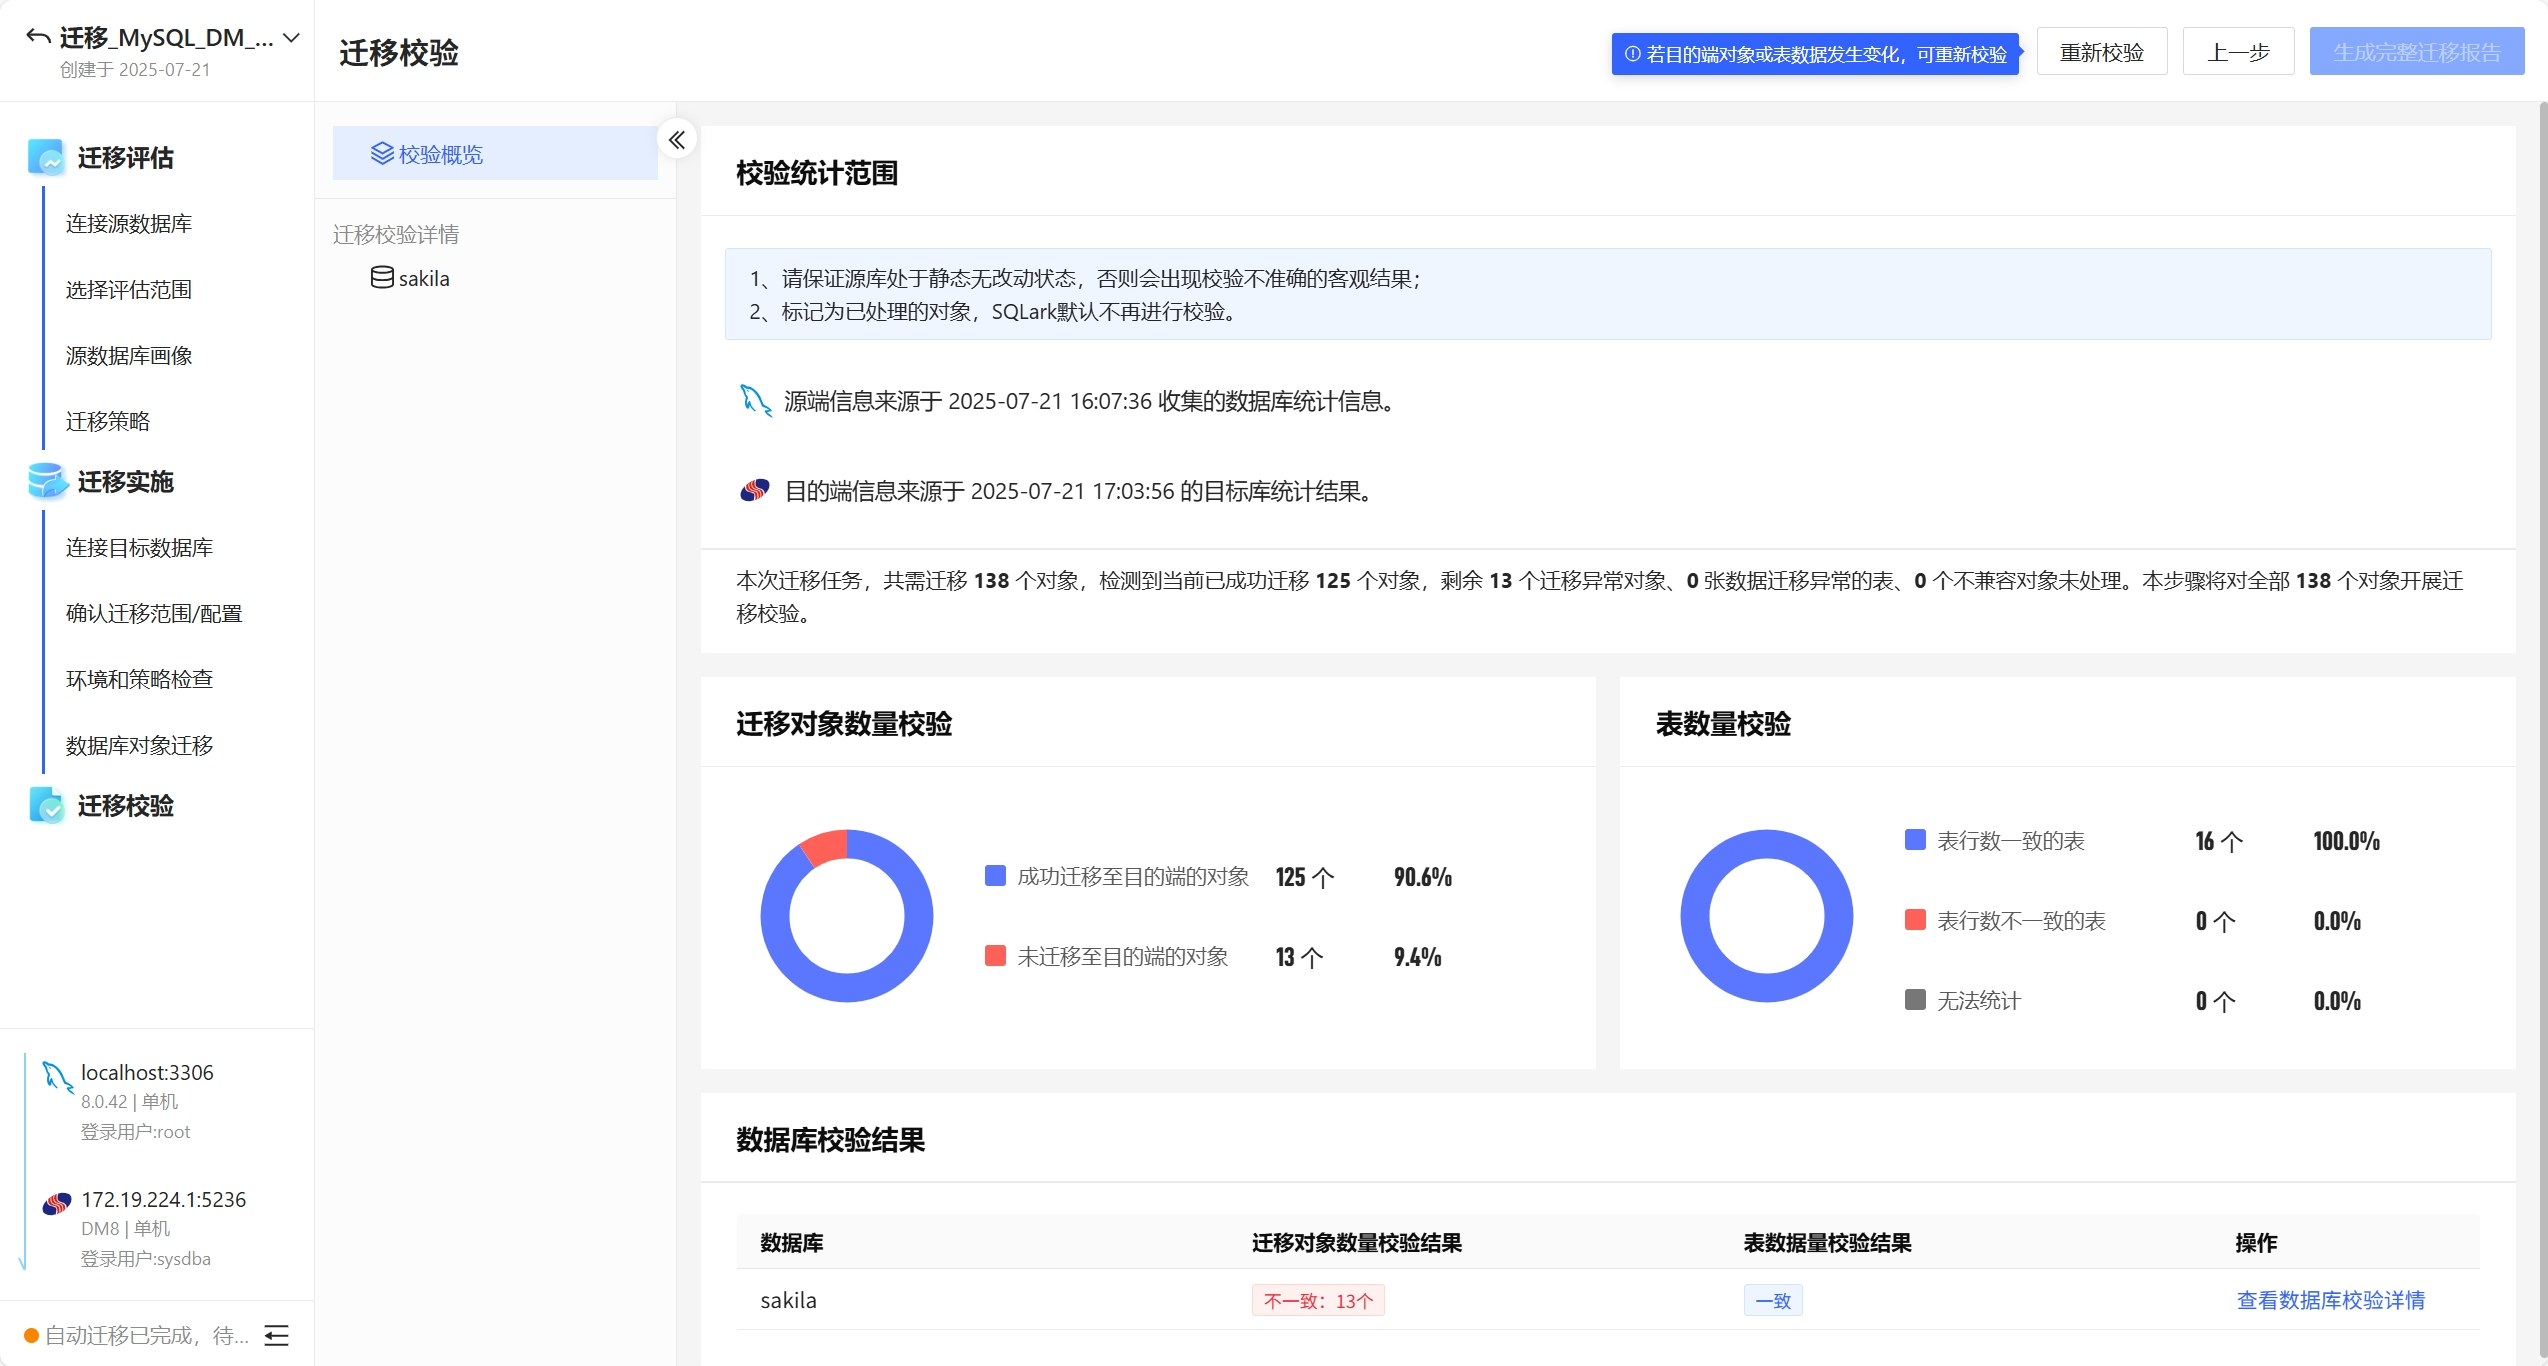 迁移_MySQL_DM_...
创建于 2025-07-21
迁移校验
若目的端对象或表数据发生变化，可重新校验
重新校验
上一步
生成完整迁移报告
迁移评估
连接源数据库
选择评估范围
源数据库画像
迁移策略
迁移实施
连接目标数据库
确认迁移范围/配置
环境和策略检查
数据库对象迁移
迁移校验
localhost:3306
8.0.42 | 单机
登录用户:root
172.19.224.1:5236
DM8 | 单机
登录用户:sysdba
自动迁移已完成，待...
校验概览
迁移校验详情
sakila
校验统计范围
1、请保证源库处于静态无改动状态，否则会出现校验不准确的客观结果；
2、标记为已处理的对象，SQLark默认不再进行校验。
源端信息来源于 2025-07-21 16:07:36 收集的数据库统计信息。
目的端信息来源于 2025-07-21 17:03:56 的目标库统计结果。
本次迁移任务，共需迁移 138 个对象，检测到当前已成功迁移 125 个对象，剩余 13 个迁移异常对象、0 张数据迁移异常的表、0 个不兼容对象未处理。本步骤将对全部 138 个对象开展迁
移校验。
迁移对象数量校验
成功迁移至目的端的对象 125 个 90.6%
未迁移至目的端的对象 13 个 9.4%
表数量校验
表行数一致的表 16 个 100.0%
表行数不一致的表 0 个 0.0%
无法统计 0 个 0.0%
数据库校验结果
数据库 迁移对象数量校验结果 表数据量校验结果 操作
sakila 不一致：13个 一致 查看数据库校验详情